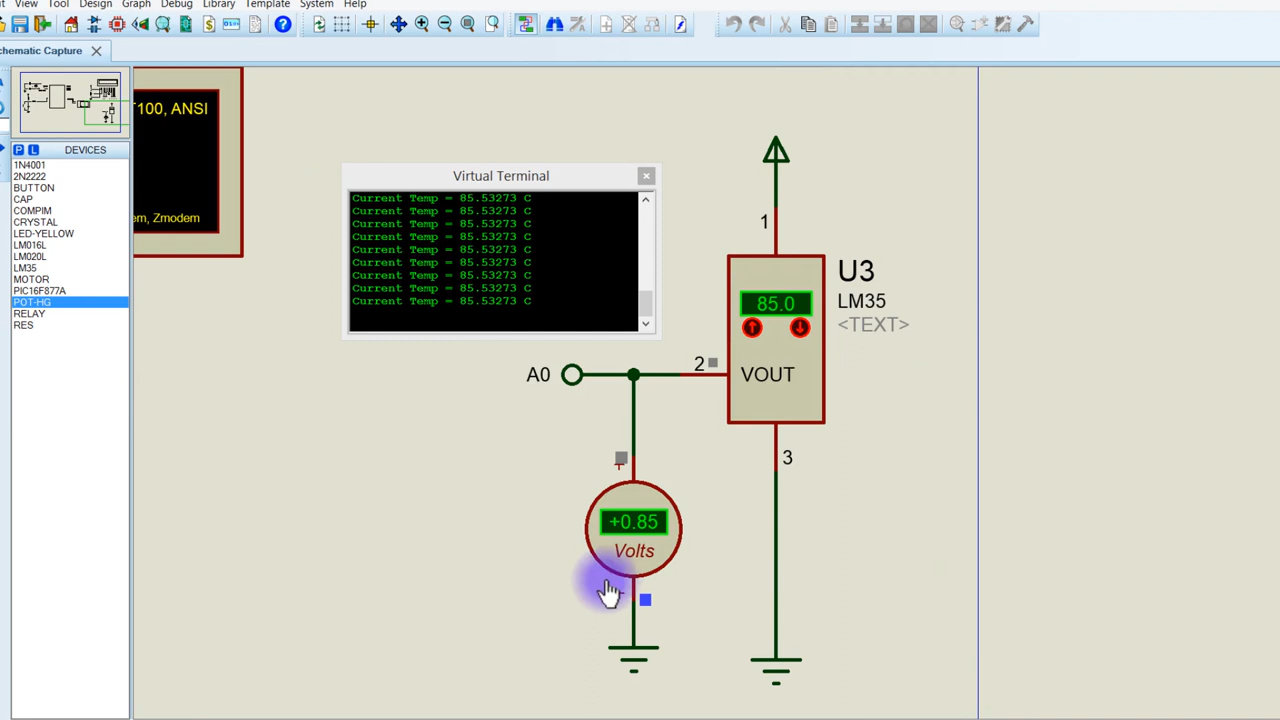 t View Tool Design Graph Debug Library Template System Help
chematic Capture
P L DEVICES
1N4001
2N2222
BUTTON
CAP
COMPIM
CRYSTAL
LED-YELLOW
LM016L
LM020L
LM35
MOTOR
PIC16F877A
POT-HG
RELAY
RES
T100, ANSI
em, Zmodem
Virtual Terminal
Current Temp = 85.53273 C
Current Temp = 85.53273 C
Current Temp = 85.53273 C
Current Temp = 85.53273 C
Current Temp = 85.53273 C
Current Temp = 85.53273 C
Current Temp = 85.53273 C
Current Temp = 85.53273 C
Current Temp = 85.53273 C
1
U3
LM35
<TEXT>
85.0
2
A0
VOUT
3
+0.85
Volts